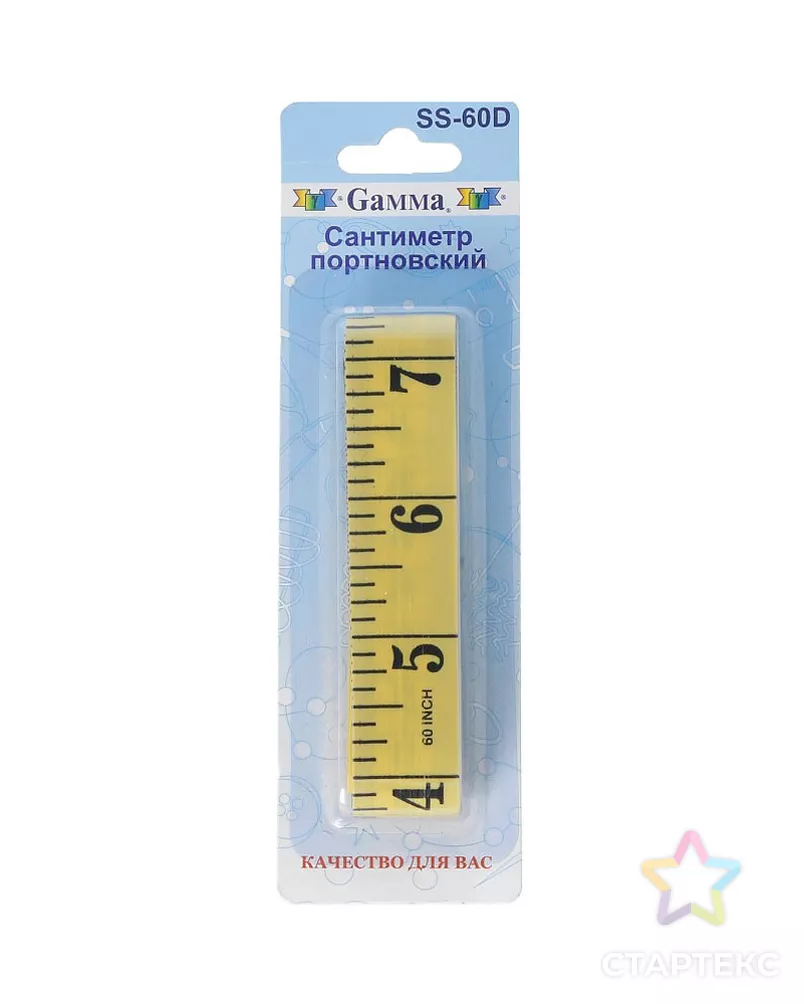 SS-60D
Gamma
Сантиметр
портновский
7
6
5
60 INCH
4
КАЧЕСТВО ДЛЯ ВАС
СТАРТЕКС